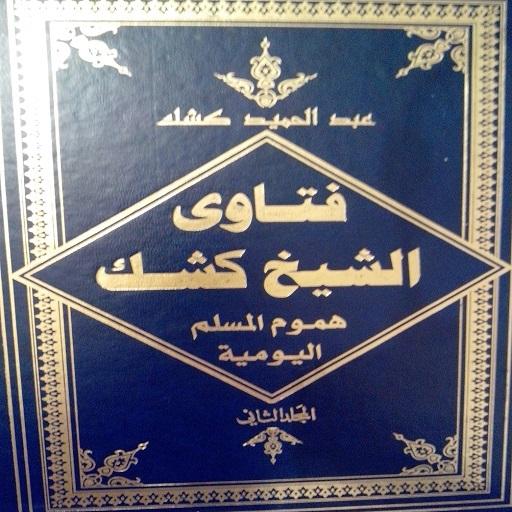 عبد الحميد كشك
فتاوى
الشيخ كشك
هموم المسلم
اليومية
المجلد الثاني